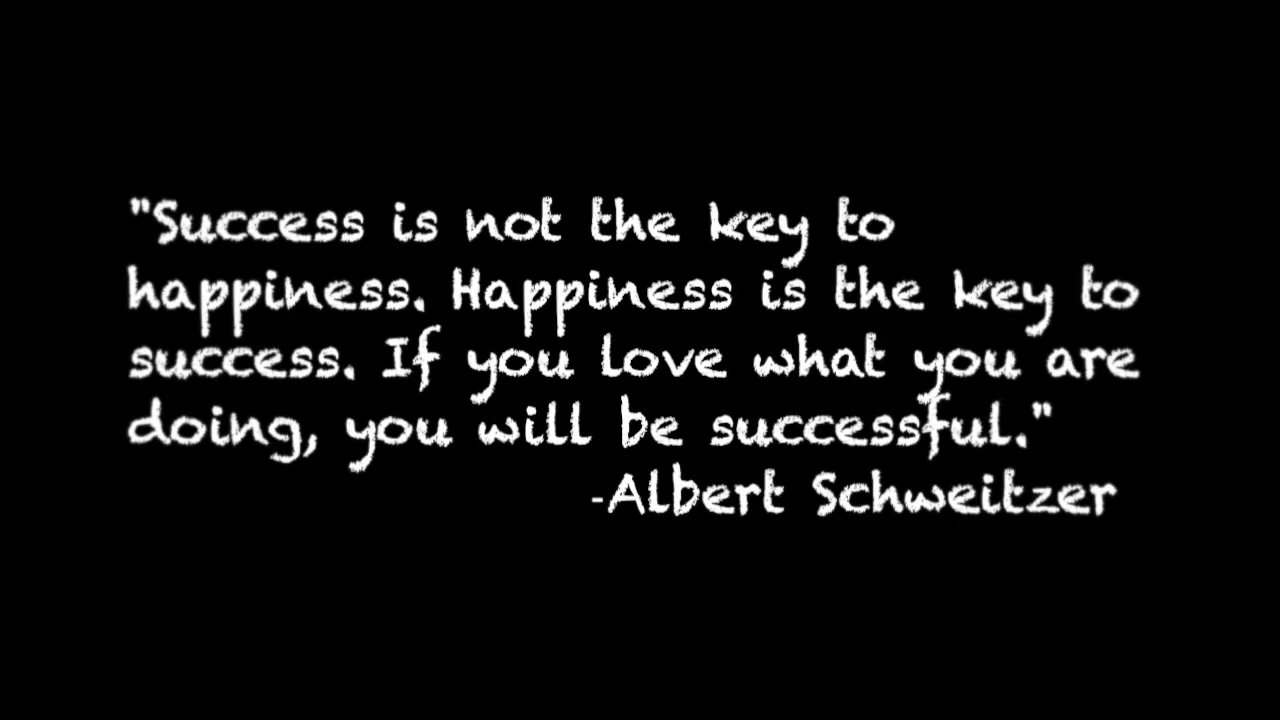 "Success is not the key to
happiness. Happiness is the key to
success. If you love what you are
doing, you will be successful."
-Albert Schweitzer